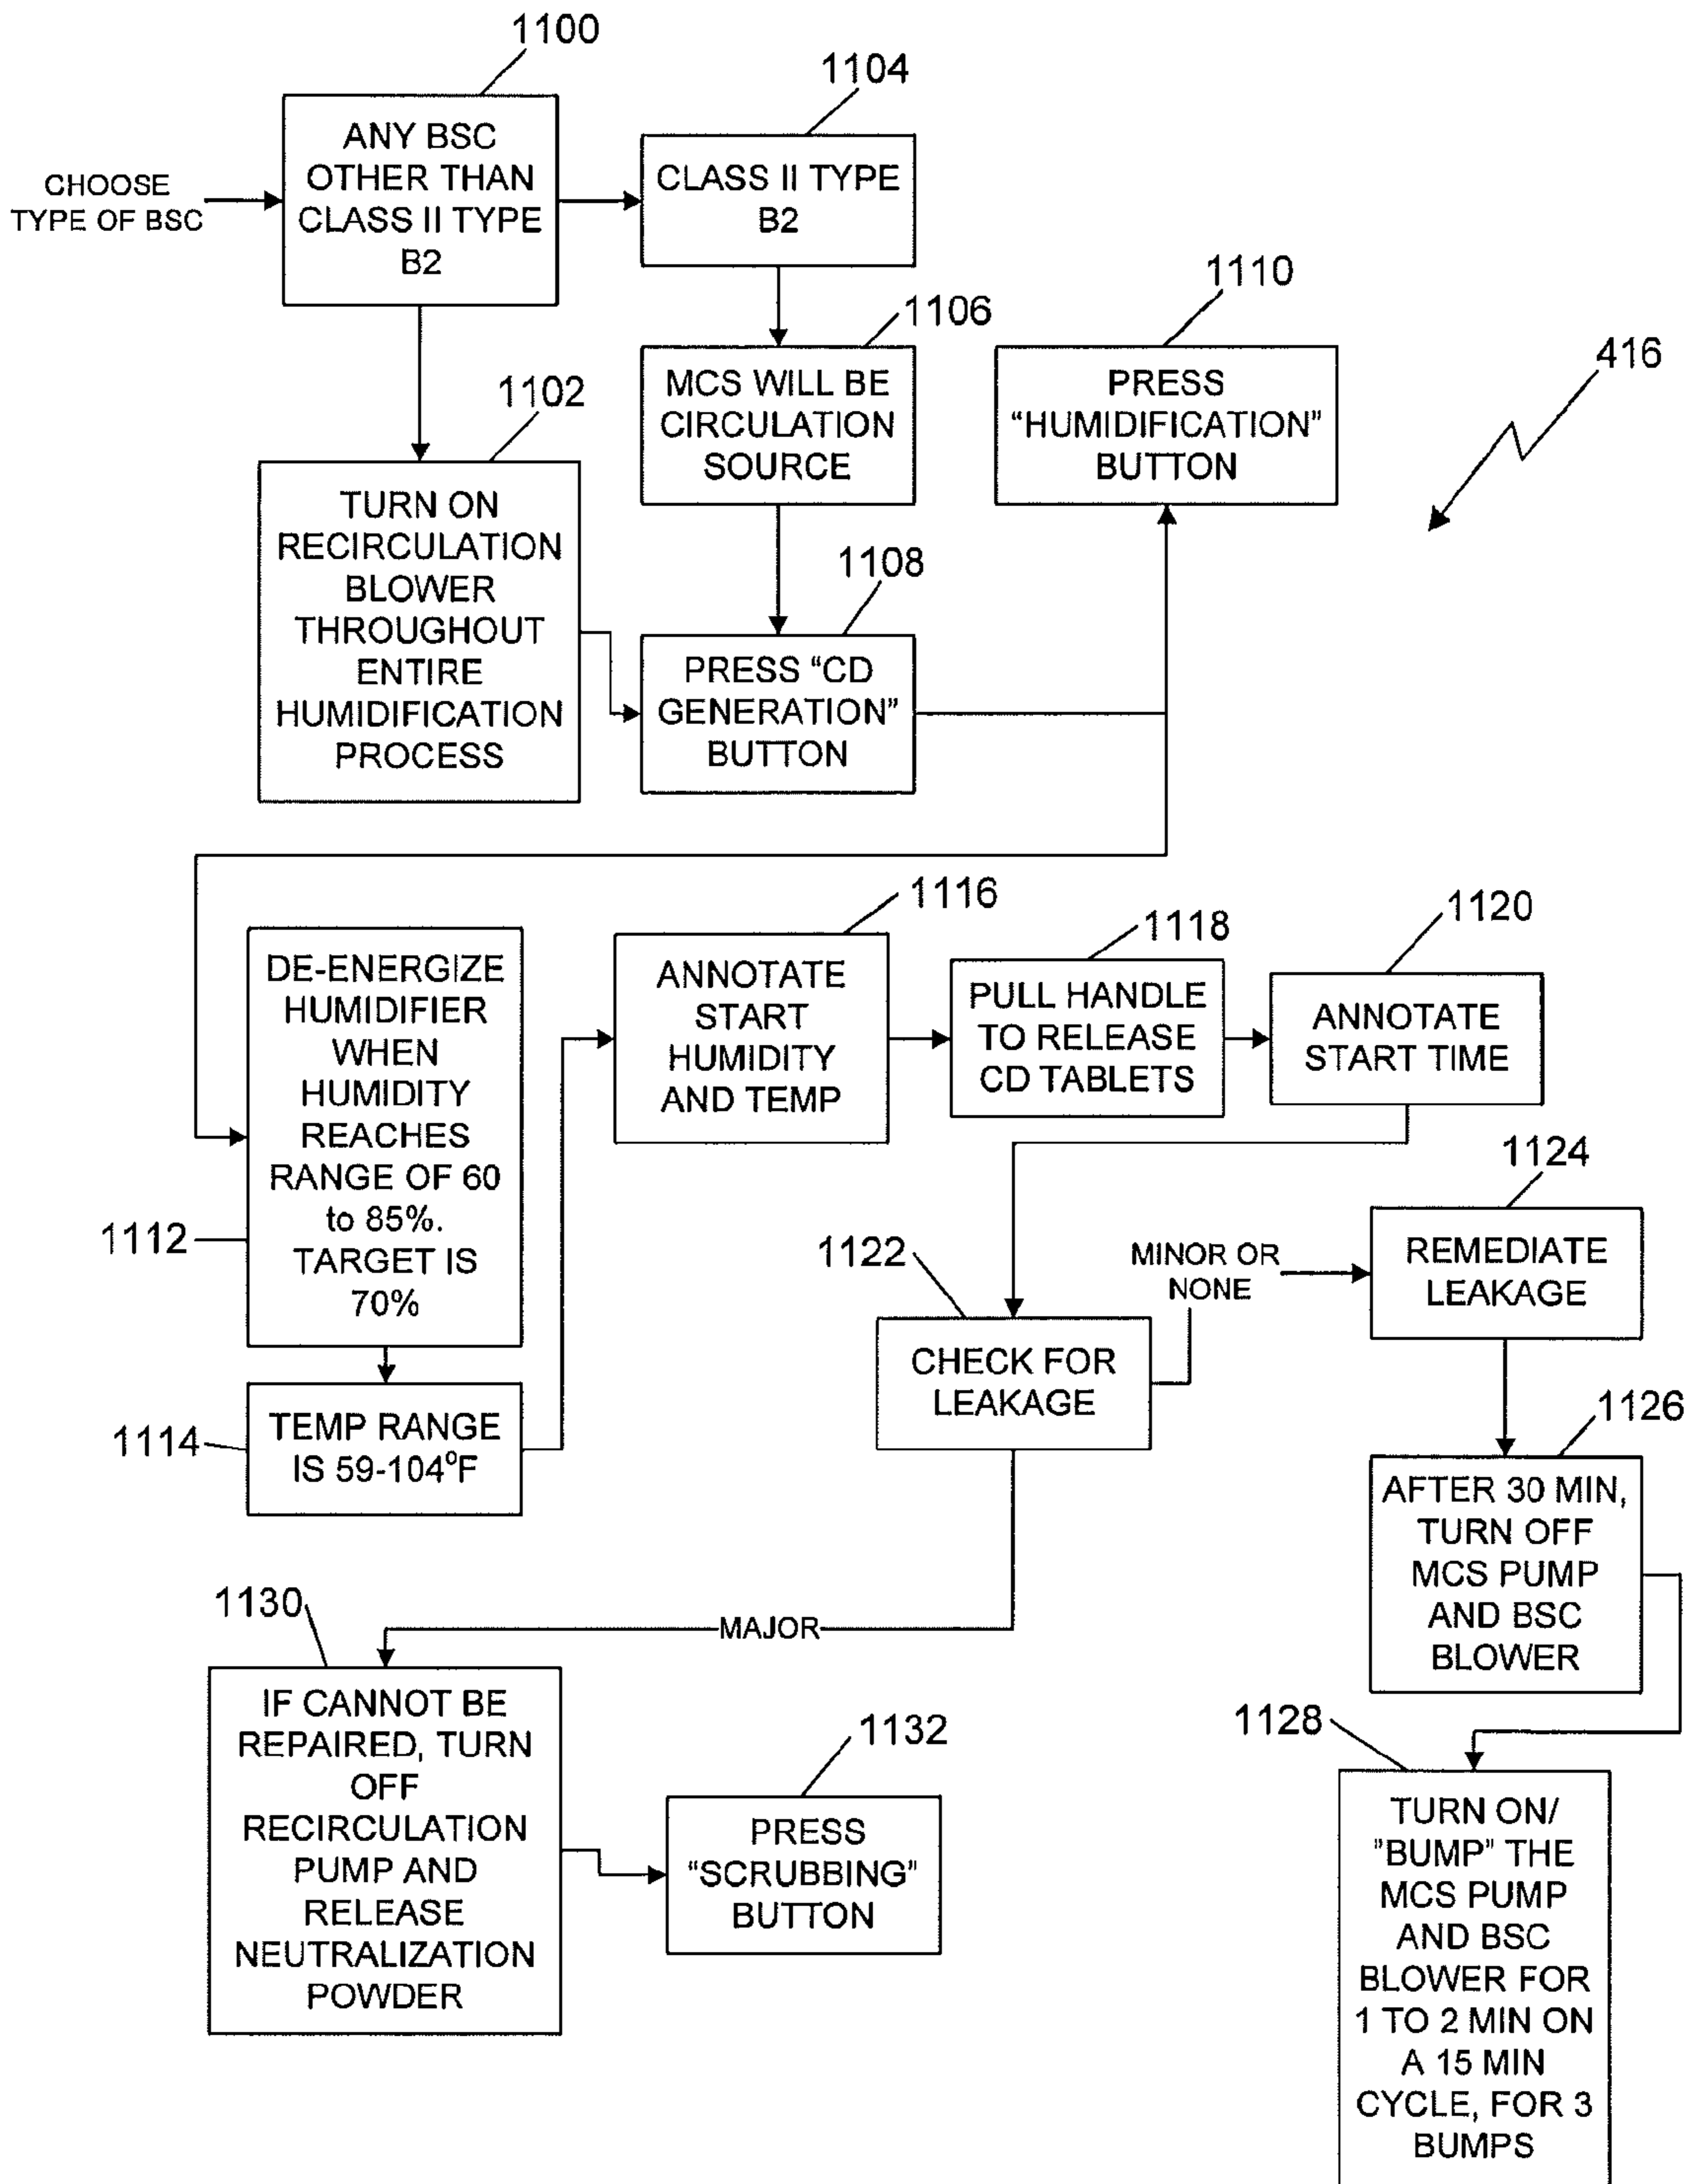 1100
ANY BSC
OTHER THAN
CLASS II TYPE
B2
CHOOSE
TYPE OF BSC
1104
CLASS II TYPE
B2
1106
MCS WILL BE
CIRCULATION
SOURCE
1110
PRESS
“HUMIDIFICATION”
BUTTON
416
1102
TURN ON
RECIRCULATION
BLOWER
THROUGHOUT
ENTIRE
HUMIDIFICATION
PROCESS
1108
PRESS “CD
GENERATION”
BUTTON
1112
DE-ENERGIZE
HUMIDIFIER
WHEN
HUMIDITY
REACHES
RANGE OF 60
to 85%.
TARGET IS
70%
1114
TEMP RANGE
IS 59-104°F
1116
ANNOTATE
START
HUMIDITY
AND TEMP
1118
PULL HANDLE
TO RELEASE
CD TABLETS
1120
ANNOTATE
START TIME
1122
CHECK FOR
LEAKAGE
MINOR OR
NONE
1124
REMEDIATE
LEAKAGE
1126
AFTER 30 MIN,
TURN OFF
MCS PUMP
AND BSC
BLOWER
1128
TURN ON/
”BUMP” THE
MCS PUMP
AND BSC
BLOWER FOR
1 TO 2 MIN ON
A 15 MIN
CYCLE, FOR 3
BUMPS
MAJOR
1130
IF CANNOT BE
REPAIRED, TURN
OFF
RECIRCULATION
PUMP AND
RELEASE
NEUTRALIZATION
POWDER
1132
PRESS
“SCRUBBING”
BUTTON